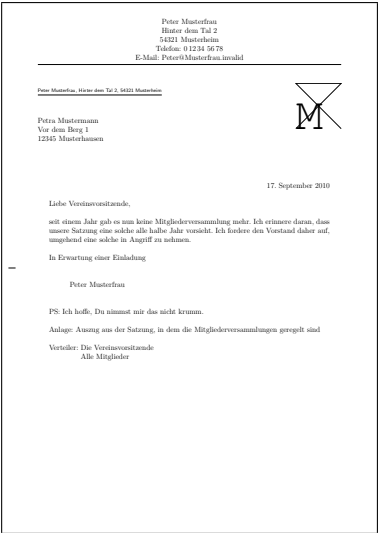 Peter Musterfrau
Hinter dem Tal 2
54321 Musterheim
Telefon: 0 12 34 56 78
E-Mail: Peter@Musterfrau.invalid
Peter Musterfrau, Hinter dem Tal 2, 54321 Musterheim
M
Petra Mustermann
Vor dem Berg 1
12345 Musterhausen
17. September 2010
Liebe Vereinsvorsitzende,
seit einem Jahr gab es nun keine Mitgliederversammlung mehr. Ich erinnere daran, dass
unsere Satzung eine solche alle halbe Jahr vorsieht. Ich fordere den Vorstand daher auf,
umgehend eine solche in Angriff zu nehmen.
In Erwartung einer Einladung
Peter Musterfrau
PS: Ich hoffe, Du nimmst mir das nicht krumm.
Anlage: Auszug aus der Satzung, in dem die Mitgliederversammlungen geregelt sind
Verteiler: Die Vereinsvorsitzende
Alle Mitglieder